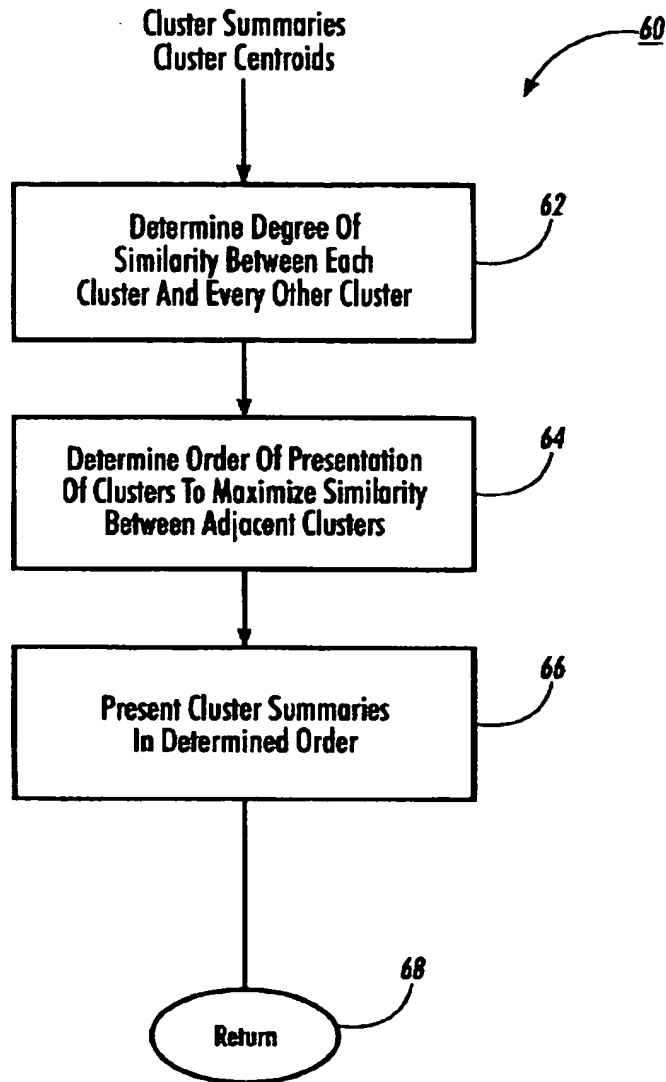 Cluster Summaries
Cluster Centroids
60
Determine Degree Of
Similarity Between Each
Cluster And Every Other Cluster
62
Determine Order Of Presentation
Of Clusters To Maximize Similarity
Between Adjacent Clusters
64
Present Cluster Summaries
In Determined Order
66
Return
68